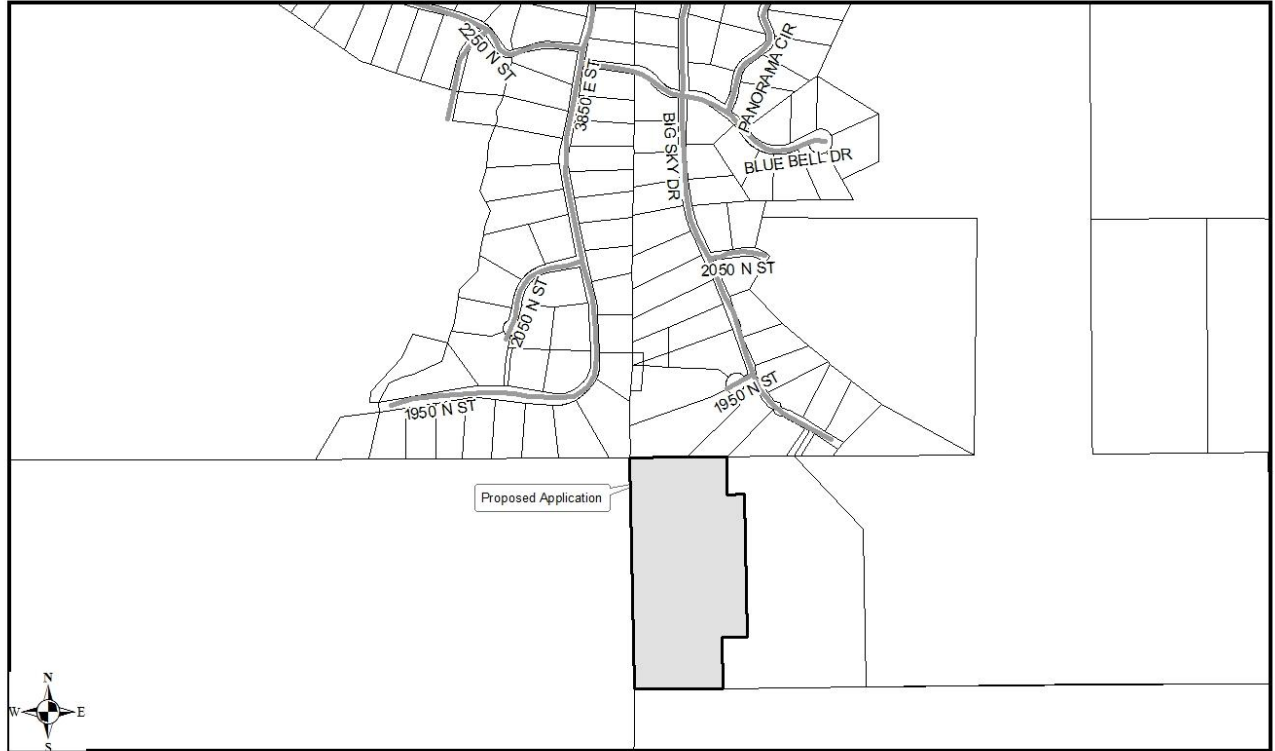 2250 N ST
3850 E ST
PANORAMA CIR
BIG SKY DR
BLUE BELL DR
2050 N ST
2050 N ST
1950 N ST
1950 N ST
Proposed Application
N
W
E
S